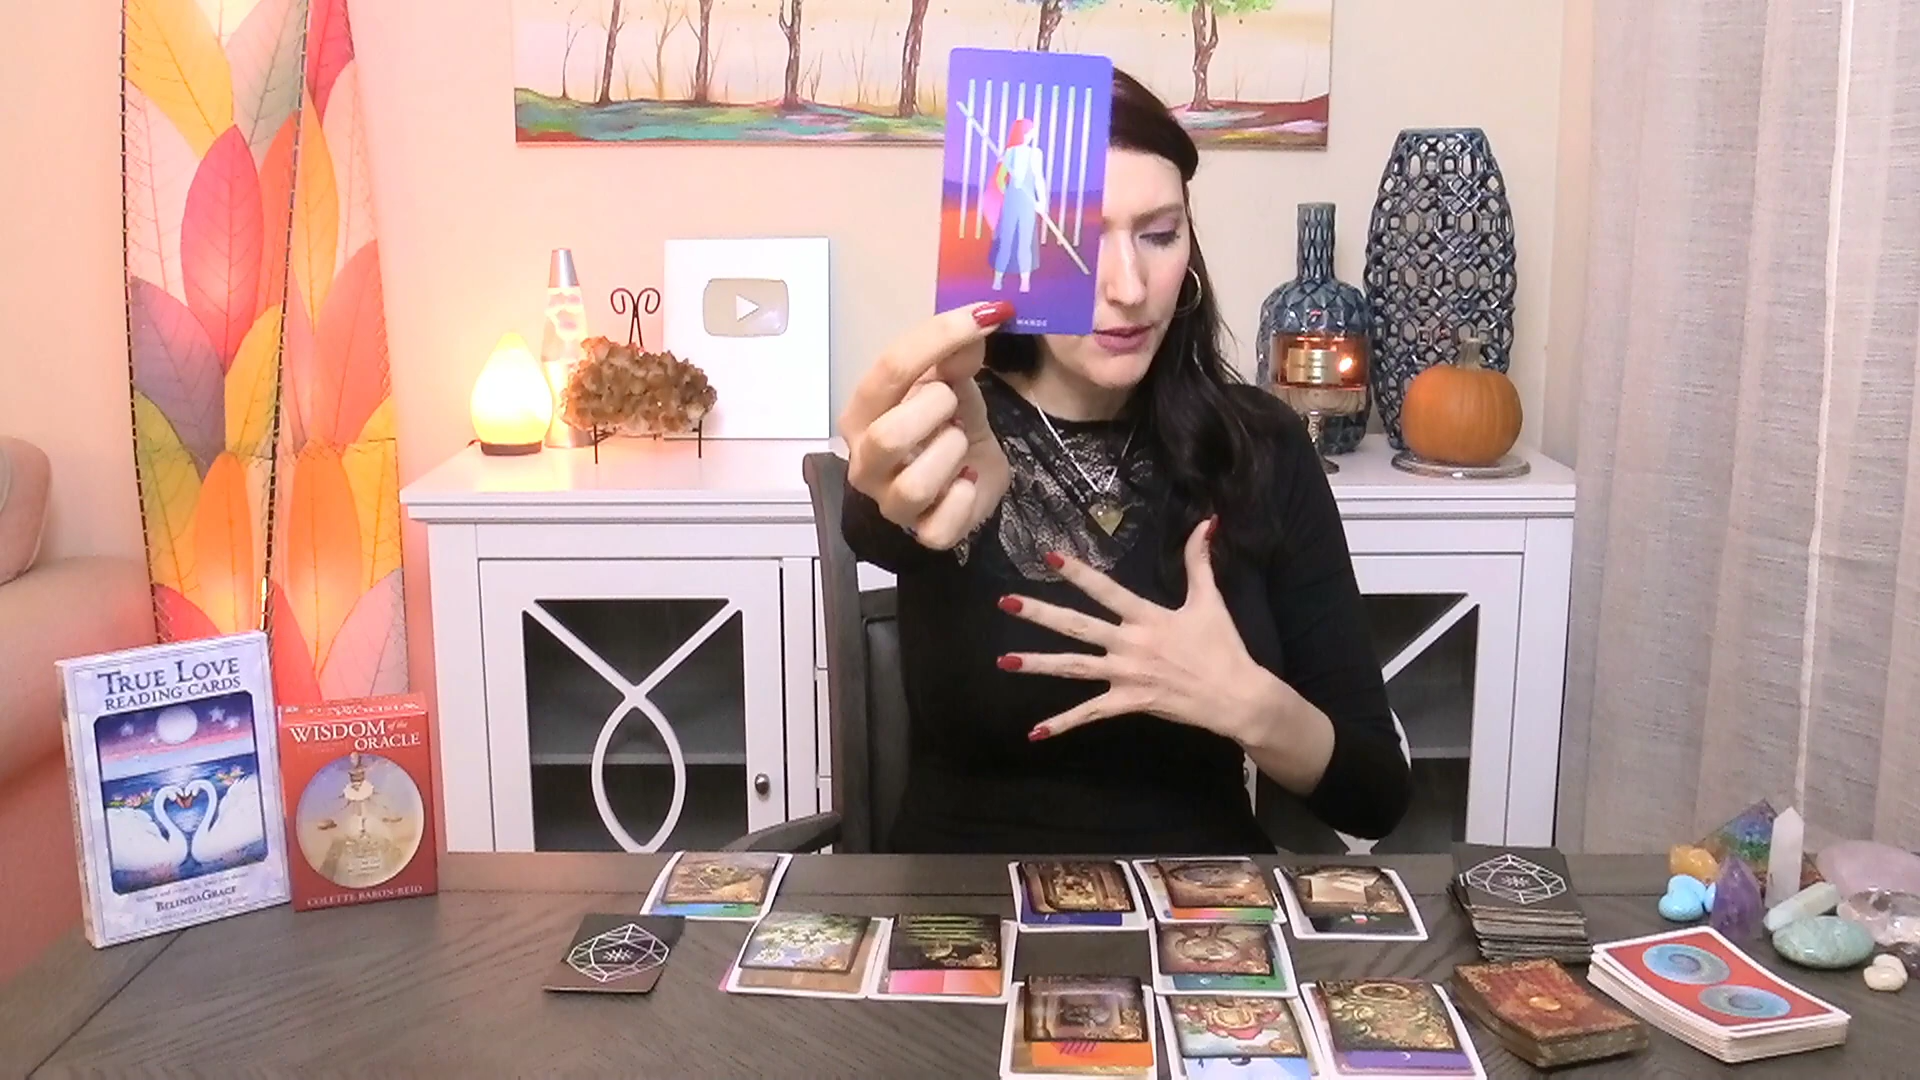 WANDS
TRUE LOVE
READING CARDS
BELINDAGRACE
WISDOM of the
ORACLE
COLETTE BARON-REID